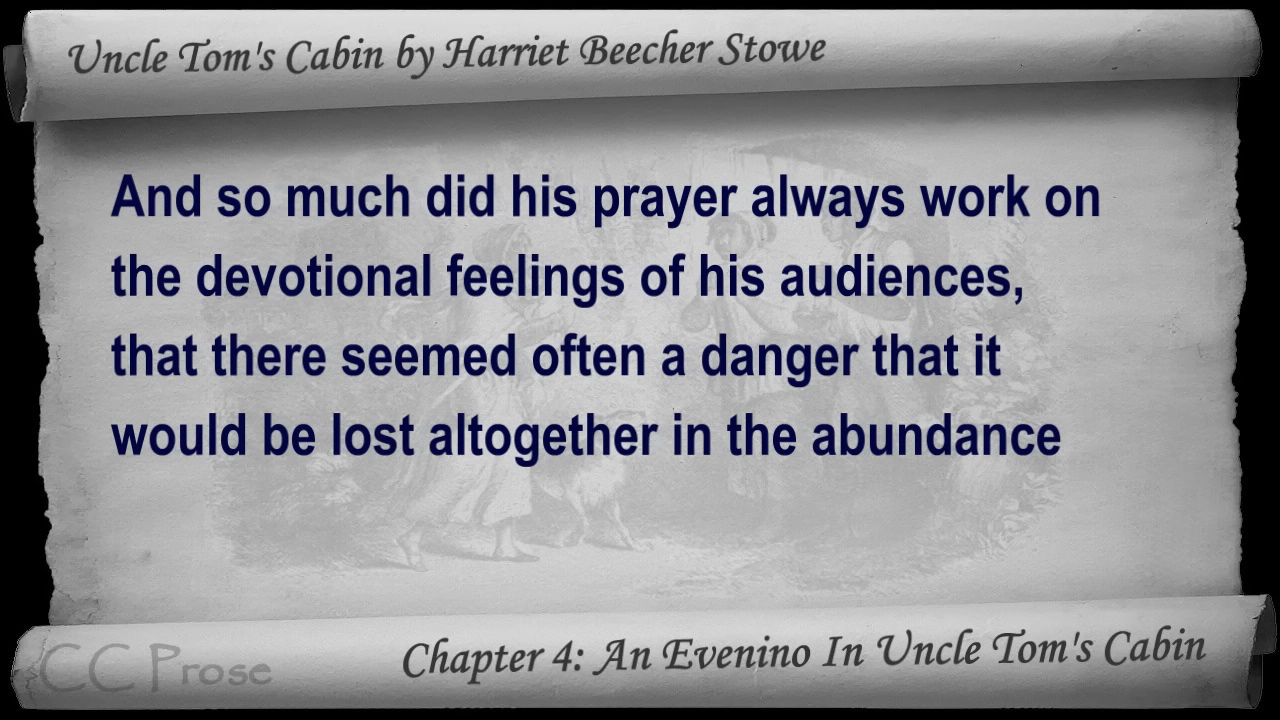 Uncle Tom's Cabin by Harriet Beecher Stowe
And so much did his prayer always work on
the devotional feelings of his audiences,
that there seemed often a danger that it
would be lost altogether in the abundance
CC Prose
Chapter 4: An Evenino In Uncle Tom's Cabin